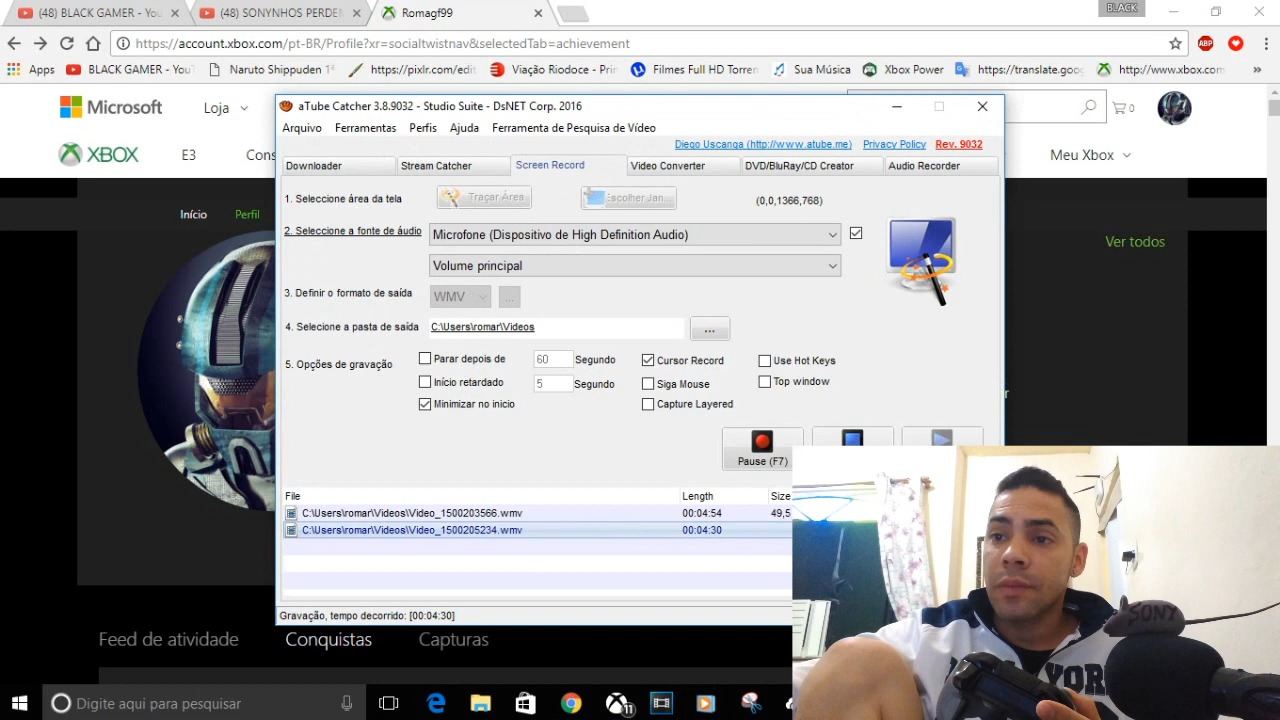 (48) BLACK GAMER - You
(48) SONYNHOS PERDE
Romagf99
BLACK
https://account.xbox.com/pt-BR/Profile?xr=socialtwistnav&selectedTab=achievement
ABP
Apps
BLACK GAMER - You
Naruto Shippuden 1ª
https://pixlr.com/edit
Viação Riodoce - Prin
Filmes Full HD Torren
Sua Música
Xbox Power
https://translate.goo
http://www.xbox.com
»
Microsoft
Loja
0
XBOX
E3
Cons
Meu Xbox
Início
Perfil
Ver todos
aTube Catcher 3.8.9032 - Studio Suite - DsNET Corp. 2016
Arquivo
Ferramentas
Perfis
Ajuda
Ferramenta de Pesquisa de Vídeo
Diego Uscanga (http://www.atube.me)
Privacy Policy
Rev. 9032
Downloader
Stream Catcher
Screen Record
Video Converter
DVD/BluRay/CD Creator
Audio Recorder
1. Seleccione área da tela
Traçar Área
Escolher Jan...
(0,0,1366,768)
2. Seleccione a fonte de áudio
Microfone (Dispositivo de High Definition Audio)
Volume principal
3. Definir o formato de saída
WMV
...
4. Selecione a pasta de saída
C:\Users\romar\Videos
...
5. Opções de gravação
Parar depois de
60
Segundo
Cursor Record
Use Hot Keys
Início retardado
5
Segundo
Siga Mouse
Top window
Minimizar no inicio
Capture Layered
Pause (F7)
File
Length
Size
C:\Users\romar\Videos\Video_1500203566.wmv
00:04:54
49,5
C:\Users\romar\Videos\Video_1500205234.wmv
00:04:30
Gravação, tempo decorrido: [00:04:30]
Feed de atividade
Conquistas
Capturas
SONY
YORK
Digite aqui para pesquisar
11